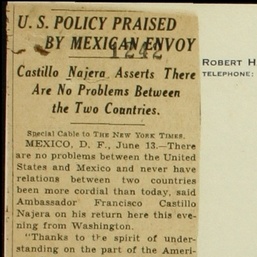 U. S. POLICY PRAISED
BY MEXICAN ENVOY
1242
Castillo Najera Asserts There
Are No Problems Between
the Two Countries.
Special Cable to THE NEW YORK TIMES.
MEXICO, D. F., June 13.—There
are no problems between the United
States and Mexico and never have
relations between two countries
been more cordial than today, said
Ambassador Francisco Castillo
Najera on his return here this eve-
ning from Washington.
"Thanks to the spirit of under-
standing on the part of the Ameri-
ROBERT H
TELEPHONE: